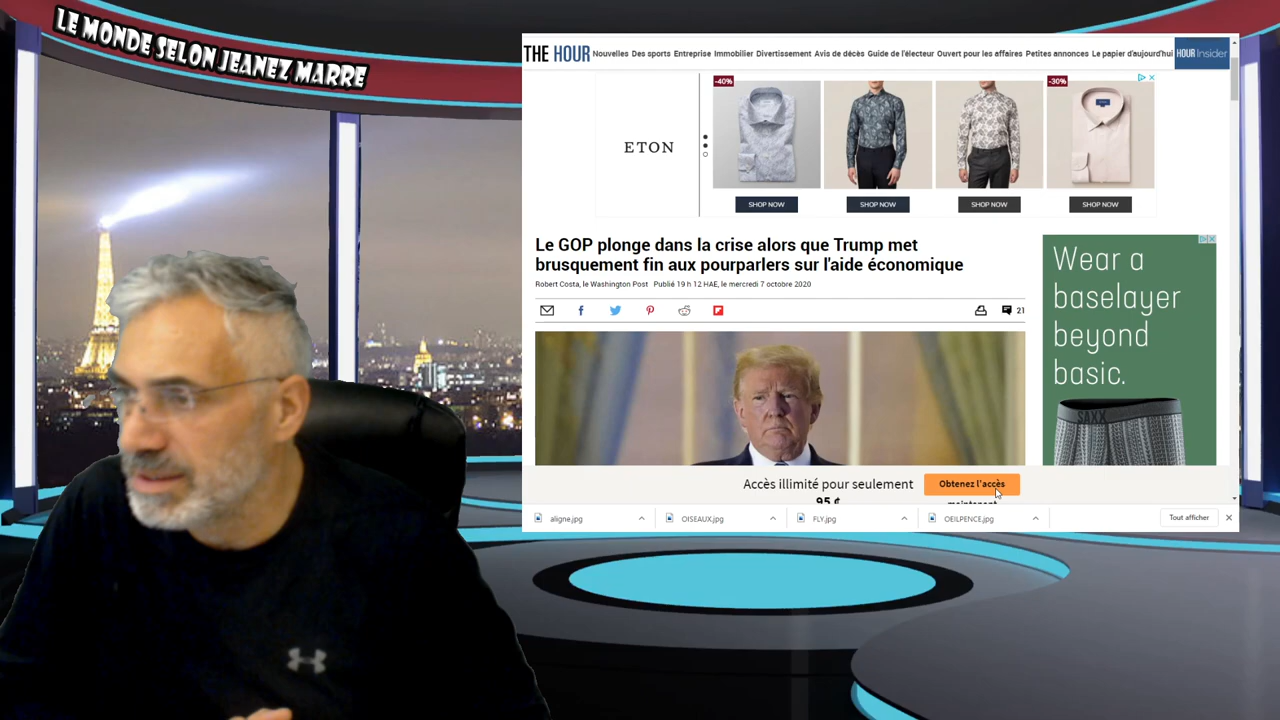 LE MONDE SELON JEANEZ MARRE
THE HOUR Nouvelles Des sports Entreprise Immobilier Divertissement Avis de décès Guide de l'électeur Ouvert pour les affaires Petites annonces Le papier d'aujourd'hui HOUR Insider
-40%
-30%
ETON
SHOP NOW SHOP NOW SHOP NOW SHOP NOW
Le GOP plonge dans la crise alors que Trump met
brusquement fin aux pourparlers sur l'aide économique
Robert Costa, le Washington Post Publié 19 h 12 HAE, le mercredi 7 octobre 2020
21
Wear a
baselayer
beyond
basic.
SAXX
Accès illimité pour seulement
95 ¢
Obtenez l'accès
maintenant
aligne.jpg OISEAUX.jpg FLY.jpg OEILPENCE.jpg Tout afficher